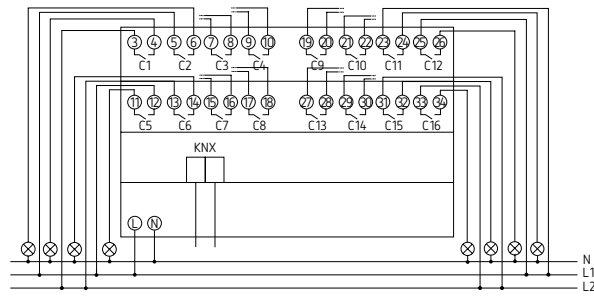 3 4 5 6 7 8 9 10 19 20 21 22 23 24 25 26
C1 C2 C3 C4 C9 C10 C11 C12
11 12 13 14 15 16 17 18 27 28 29 30 31 32 33 34
C5 C6 C7 C8 C13 C14 C15 C16
KNX
L N
N
L1
L2